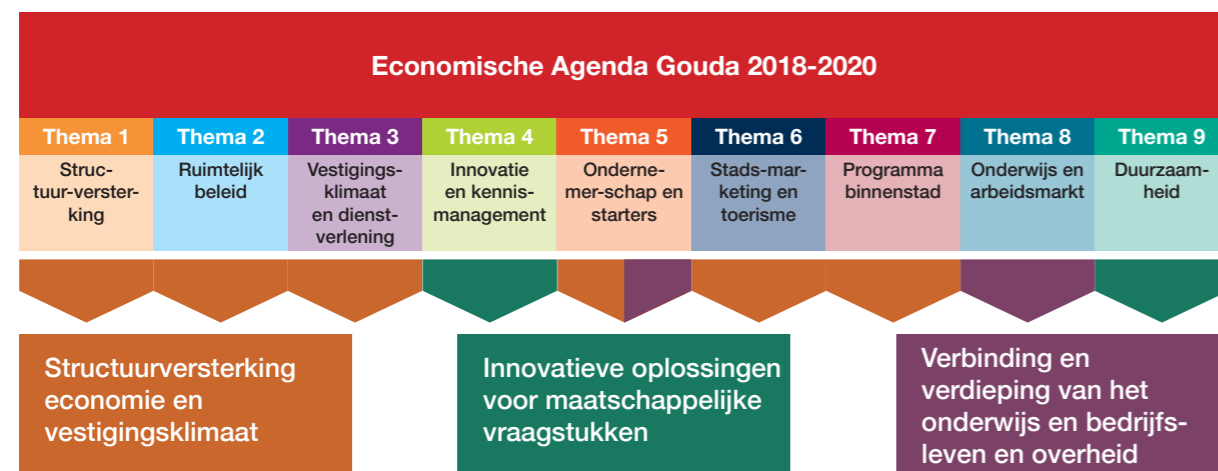 Economische Agenda Gouda 2018-2020
Thema 1
Struc-
tuur-verster-
king
Thema 2
Ruimtelijk
beleid
Thema 3
Vestigings-
klimaat
en dienst-
verlening
Thema 4
Innovatie
en kennis-
management
Thema 5
Onderne-
mer-schap en
starters
Thema 6
Stads-mar-
keting en
toerisme
Thema 7
Programma
binnenstad
Thema 8
Onderwijs en
arbeidsmarkt
Thema 9
Duurzaam-
heid
Structuurversterking
economie en
vestigingsklimaat
Innovatieve oplossingen
voor maatschappelijke
vraagstukken
Verbinding en
verdieping van het
onderwijs en bedrijfs-
leven en overheid